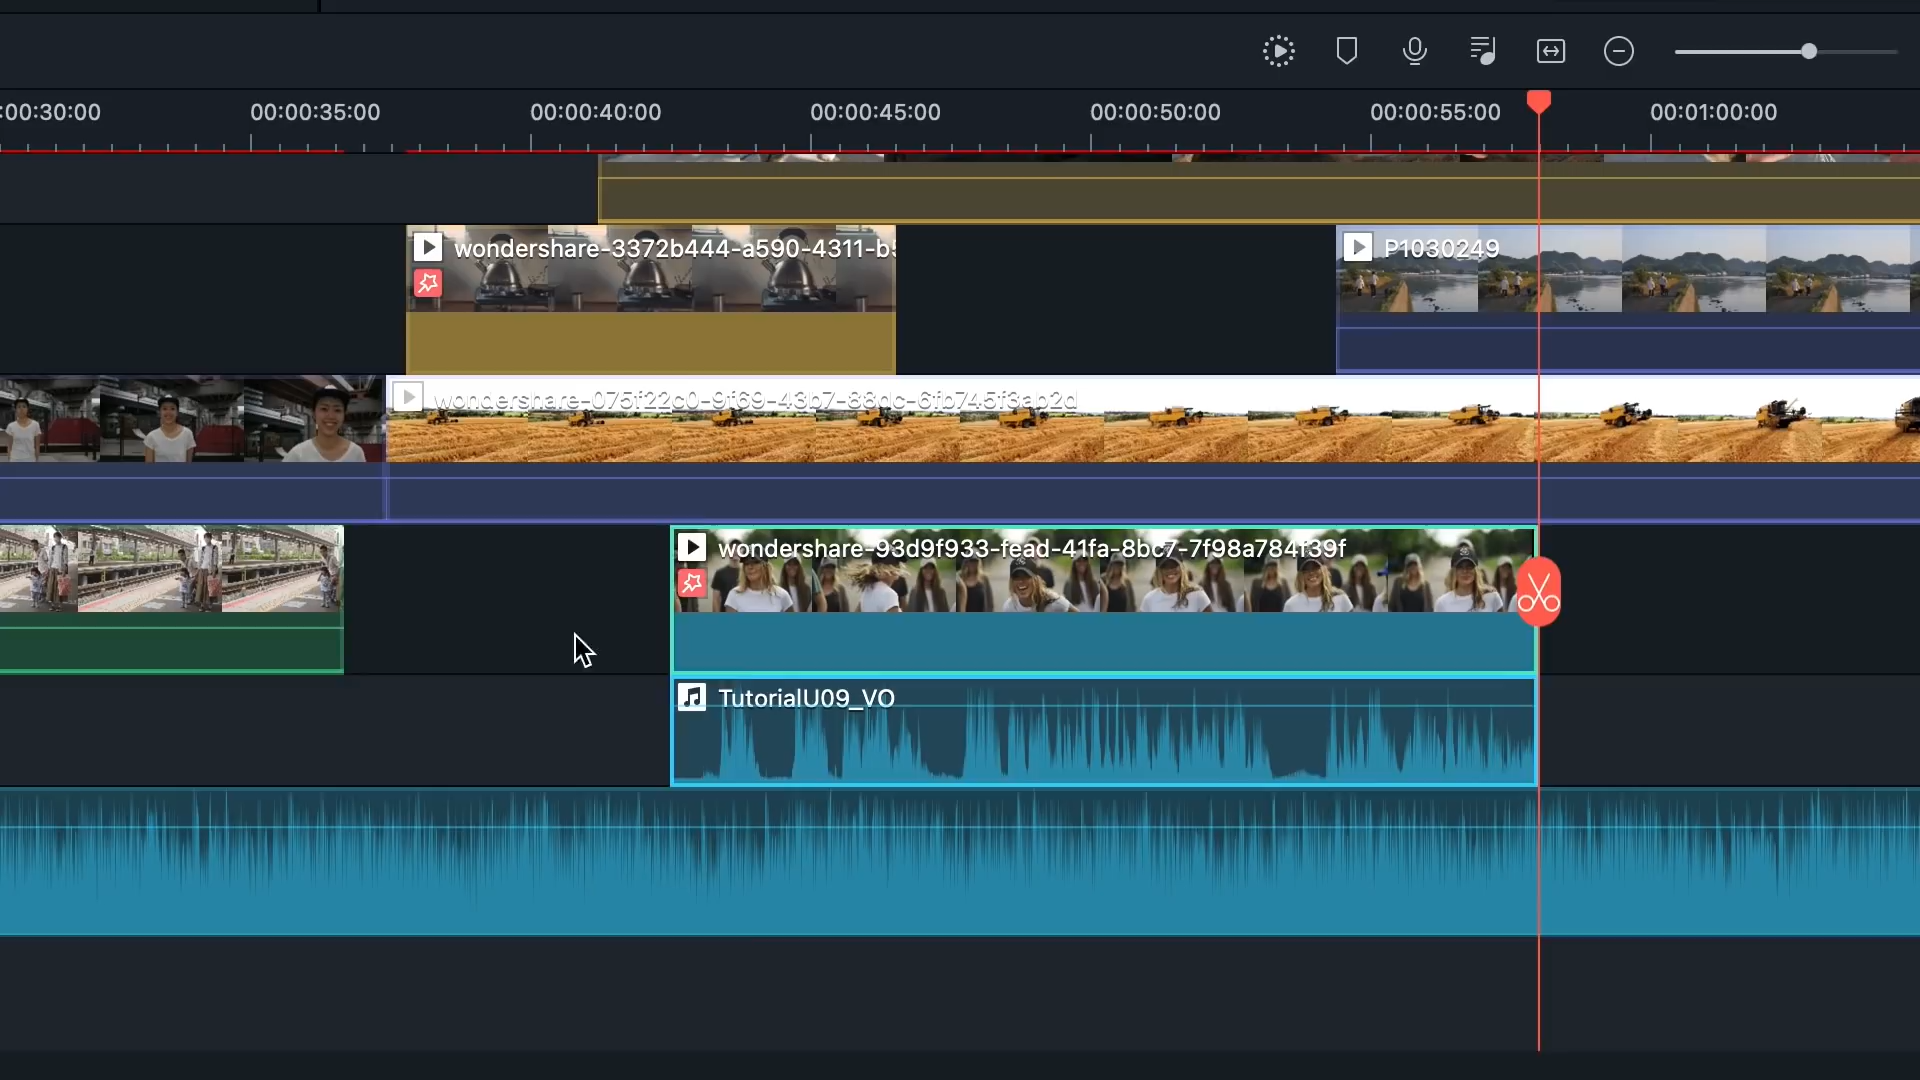 :00:30:00
00:00:35:00
00:00:40:00
00:00:45:00
00:00:50:00
00:00:55:00
00:01:00:00
wondershare-3372b444-a590-4311-b5
P1030249
wondershare-075f22c0-9f69-43b7-88dc-6fb745f3ab2d
wondershare-93d9f933-fead-41fa-8bc7-7f98a784f39f
TutorialU09_VO